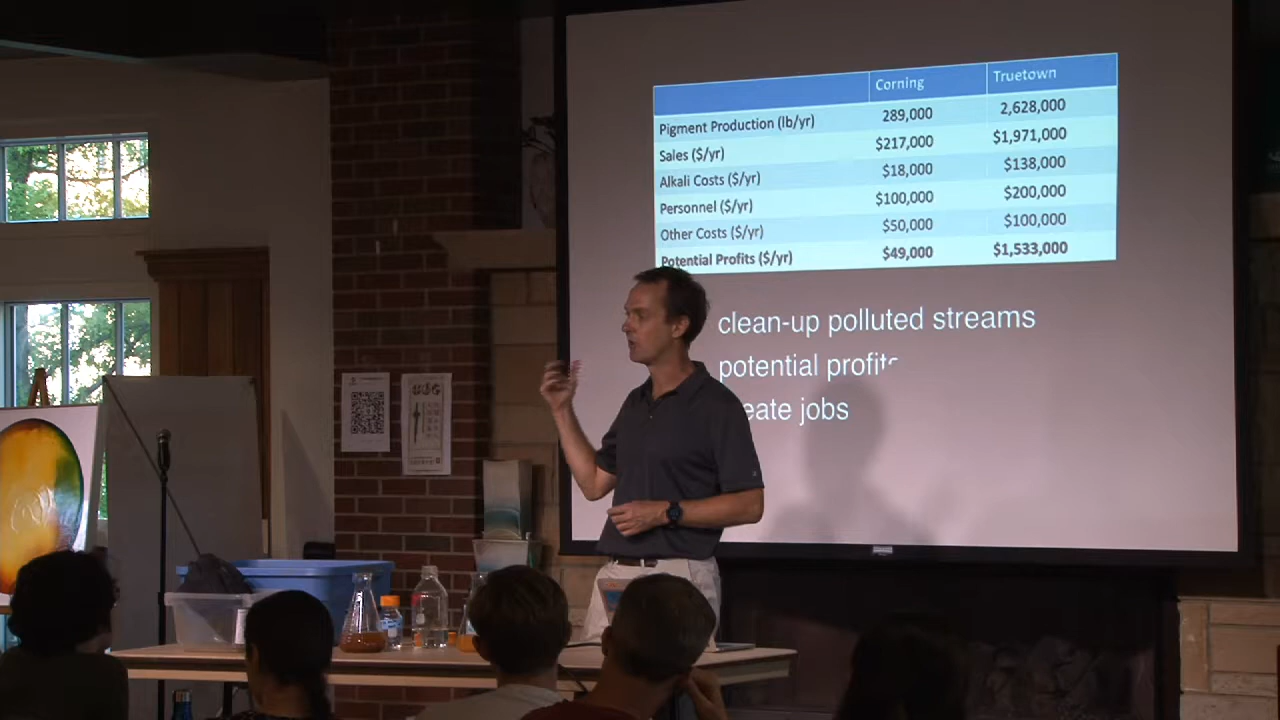 Corning Truetown
Pigment Production (lb/yr) 289,000 2,628,000
Sales ($/yr) $217,000 $1,971,000
Alkali Costs ($/yr) $18,000 $138,000
Personnel ($/yr) $100,000 $200,000
Other Costs ($/yr) $50,000 $100,000
Potential Profits ($/yr) $49,000 $1,533,000
clean-up polluted streams
potential profits
eate jobs